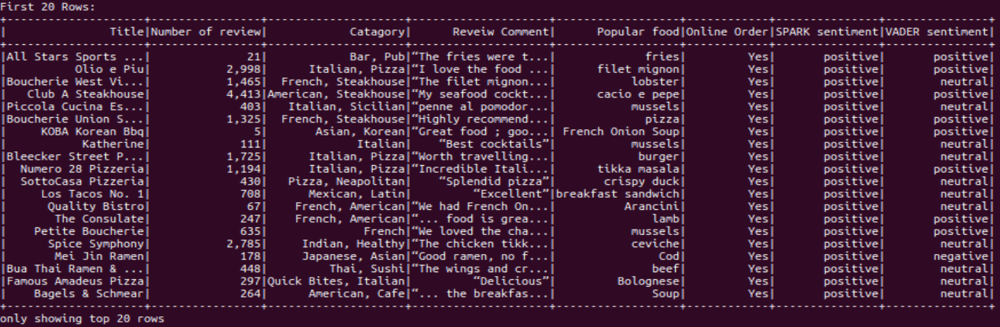 First 20 Rows:
+--------------------+----------------+--------------------+--------------------+------------------+------------+---------------+---------------+
|               Title|Number of review|            Catagory|      Reveiw Comment|      Popular food|Online Order|SPARK sentiment|VADER sentiment|
+--------------------+----------------+--------------------+--------------------+------------------+------------+---------------+---------------+
|All Stars Sports ...|              21|            Bar, Pub|“The fries were t...|             fries|         Yes|       positive|       positive|
|         Olio e Piu|           2,998|      Italian, Pizza|“I love the food ...|      filet mignon|         Yes|       positive|       positive|
|Boucherie West Vi...|           1,465|  French, Steakhouse|“The filet mignon...|           lobster|         Yes|       positive|        neutral|
|   Club A Steakhouse|           4,413|American, Steakhouse|“My seafood cockt...|      cacio e pepe|         Yes|       positive|       positive|
|Piccola Cucina Es...|             403|   Italian, Sicilian|“penne al pomodor...|           mussels|         Yes|       positive|        neutral|
|Boucherie Union S...|           1,325|  French, Steakhouse|“Highly recommend...|             pizza|         Yes|       positive|       positive|
|     KOBA Korean Bbq|               5|       Asian, Korean|“Great food ; goo...| French Onion Soup|         Yes|       positive|       positive|
|           Katherine|             111|             Italian|    “Best cocktails”|           mussels|         Yes|       positive|        neutral|
|Bleecker Street P...|           1,725|      Italian, Pizza|“Worth travelling...|            burger|         Yes|       positive|        neutral|
|  Numero 28 Pizzeria|           1,194|      Italian, Pizza|“Incredible Itali...|      tikka masala|         Yes|       positive|       positive|
|  SottoCasa Pizzeria|             430|   Pizza, Neapolitan|    “Splendid pizza”|       crispy duck|         Yes|       positive|        neutral|
|     Los Tacos No. 1|             708|      Mexican, Latin|         “Excellent”|breakfast sandwich|         Yes|       positive|        neutral|
|      Quality Bistro|              67|    French, American|“We had French On...|          Arancini|         Yes|       positive|        neutral|
|       The Consulate|             247|    French, American|“... food is grea...|              lamb|         Yes|       positive|       positive|
|    Petite Boucherie|             635|              French|“We loved the cha...|           mussels|         Yes|       positive|       positive|
|      Spice Symphony|           2,785|     Indian, Healthy|“The chicken tikk...|           ceviche|         Yes|       positive|        neutral|
|       Mei Jin Ramen|             178|     Japanese, Asian|“Good ramen, no f...|               Cod|         Yes|       positive|       negative|
|Bua Thai Ramen & ...|             448|         Thai, Sushi|“The wings and cr...|              beef|         Yes|       positive|        neutral|
|Famous Amadeus Pizza|             297|Quick Bites, Italian|         “Delicious”|         Bolognese|         Yes|       positive|        neutral|
|    Bagels & Schmear|             264|      American, Cafe|“... the breakfas...|              Soup|         Yes|       positive|        neutral|
+--------------------+----------------+--------------------+--------------------+------------------+------------+---------------+---------------+
only showing top 20 rows